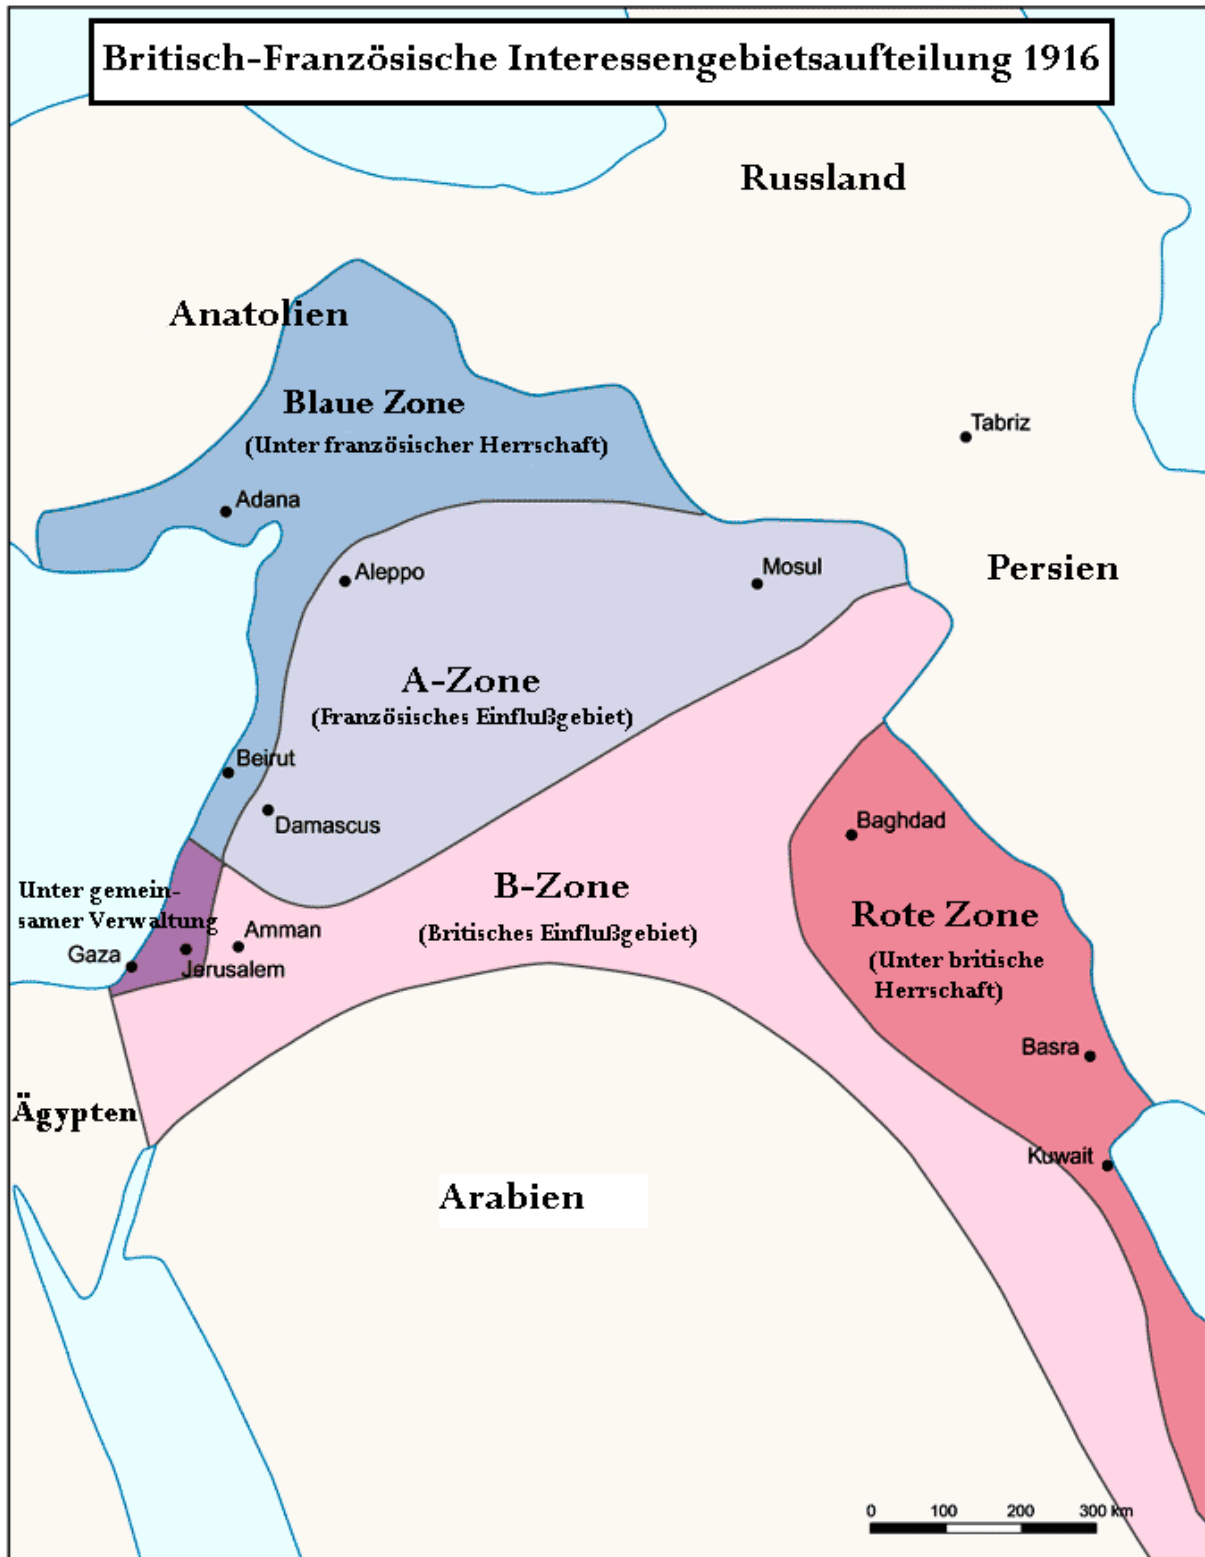 Britisch-Französische Interessengebietsaufteilung 1916
Russland
Anatolien
Blaue Zone
(Unter französischer Herrschaft)
Tabriz
Adana
Aleppo
Mosul
Persien
A-Zone
(Französisches Einflußgebiet)
Beirut
Damascus
Baghdad
Unter gemein-
samer Verwaltung
B-Zone
(Britisches Einflußgebiet)
Rote Zone
(Unter britische
Herrschaft)
Amman
Gaza
Jerusalem
Basra
Ägypten
Kuwait
Arabien
0 100 200 300 km